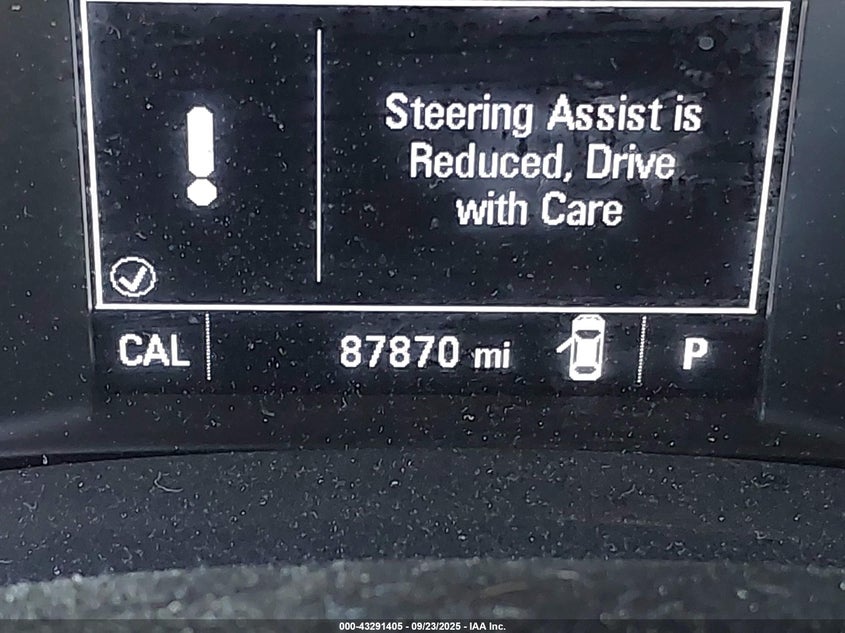 Steering Assist is
Reduced, Drive
with Care
CAL 87870 mi P
000-43291405 - 09/23/2025 - IAA Inc.